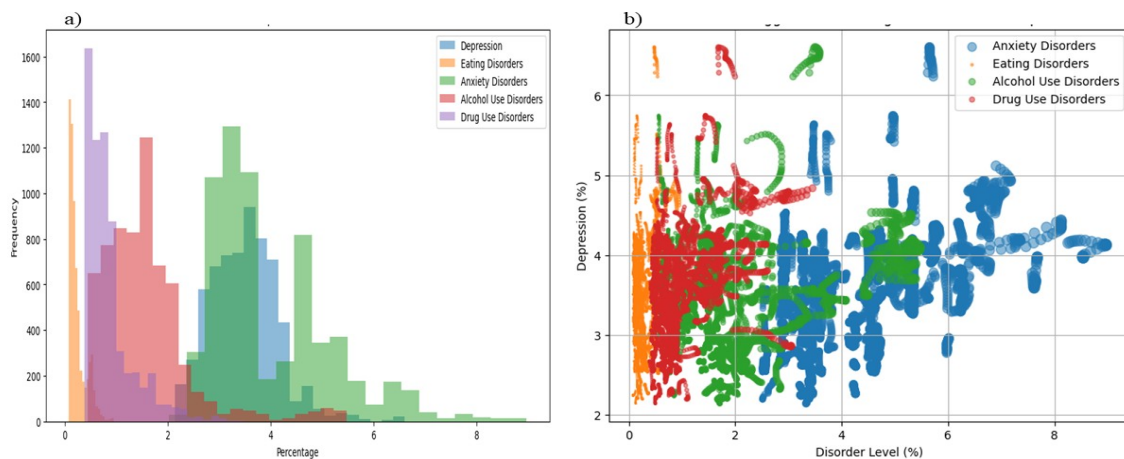 a)
1600
1400
1200
1000
800
600
400
200
0
Frequency
0 2 4 6 8
Percentage
Depression
Eating Disorders
Anxiety Disorders
Alcohol Use Disorders
Drug Use Disorders
b)
6
5
4
3
2
Depression (%)
0 2 4 6 8
Disorder Level (%)
Anxiety Disorders
Eating Disorders
Alcohol Use Disorders
Drug Use Disorders